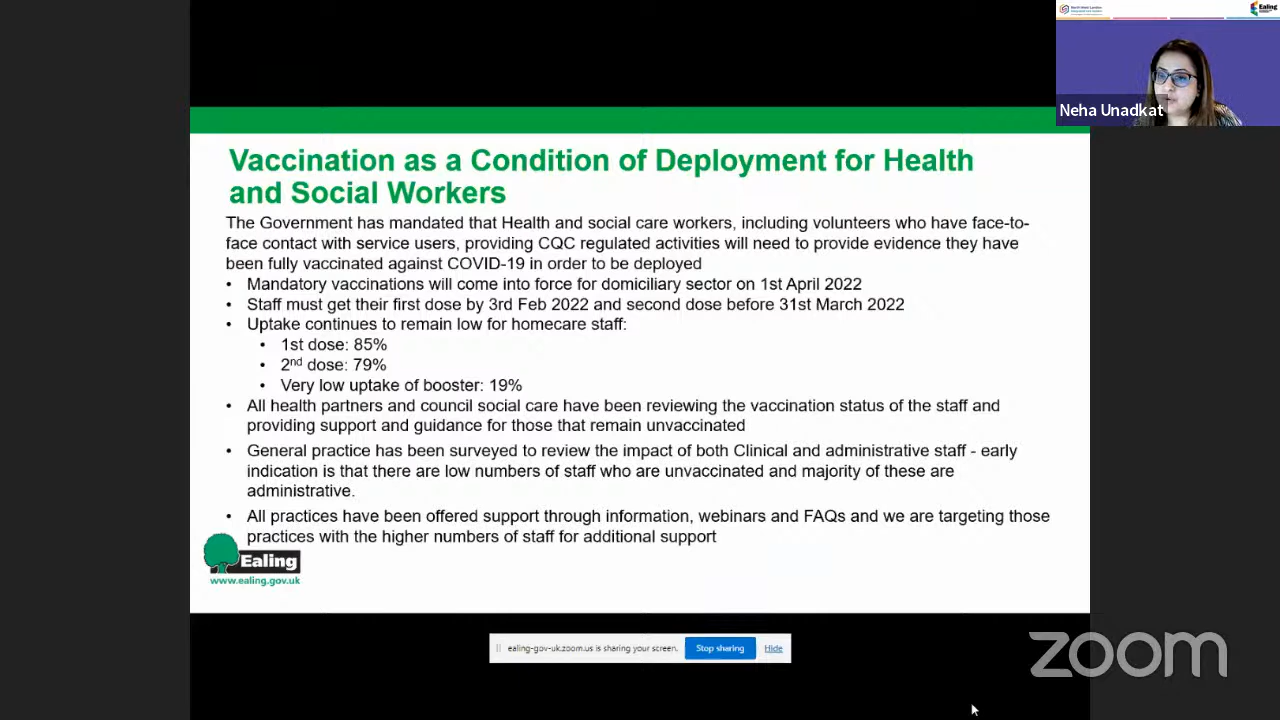 Ealing
Neha Unadkat
Vaccination as a Condition of Deployment for Health
and Social Workers
The Government has mandated that Health and social care workers, including volunteers who have face-to-
face contact with service users, providing CQC regulated activities will need to provide evidence they have
been fully vaccinated against COVID-19 in order to be deployed
• Mandatory vaccinations will come into force for domiciliary sector on 1st April 2022
• Staff must get their first dose by 3rd Feb 2022 and second dose before 31st March 2022
• Uptake continues to remain low for homecare staff:
• 1st dose: 85%
• 2nd dose: 79%
• Very low uptake of booster: 19%
• All health partners and council social care have been reviewing the vaccination status of the staff and
providing support and guidance for those that remain unvaccinated
• General practice has been surveyed to review the impact of both Clinical and administrative staff - early
indication is that there are low numbers of staff who are unvaccinated and majority of these are
administrative.
• All practices have been offered support through information, webinars and FAQs and we are targeting those
practices with the higher numbers of staff for additional support
Ealing
www.ealing.gov.uk
ealing-gov-uk.zoom.us is sharing your screen. Stop sharing Hide
zoom